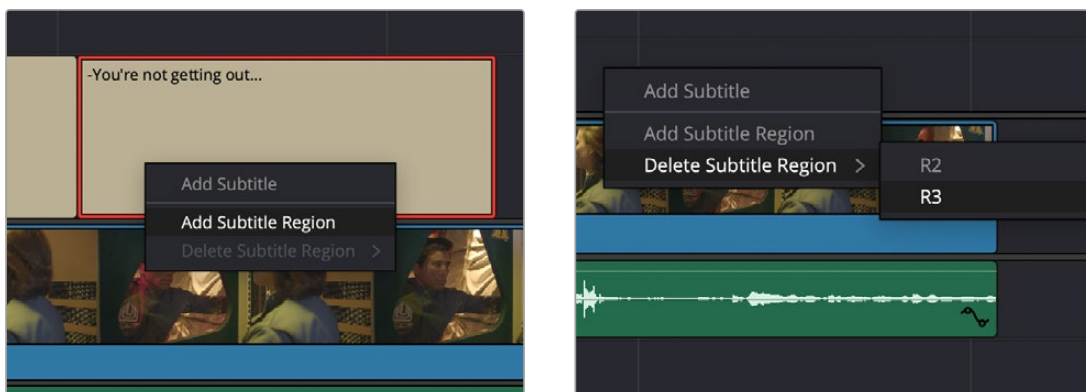 -You're not getting out...
Add Subtitle
Add Subtitle Region
Delete Subtitle Region >
Add Subtitle
Add Subtitle Region
Delete Subtitle Region >
R2
R3